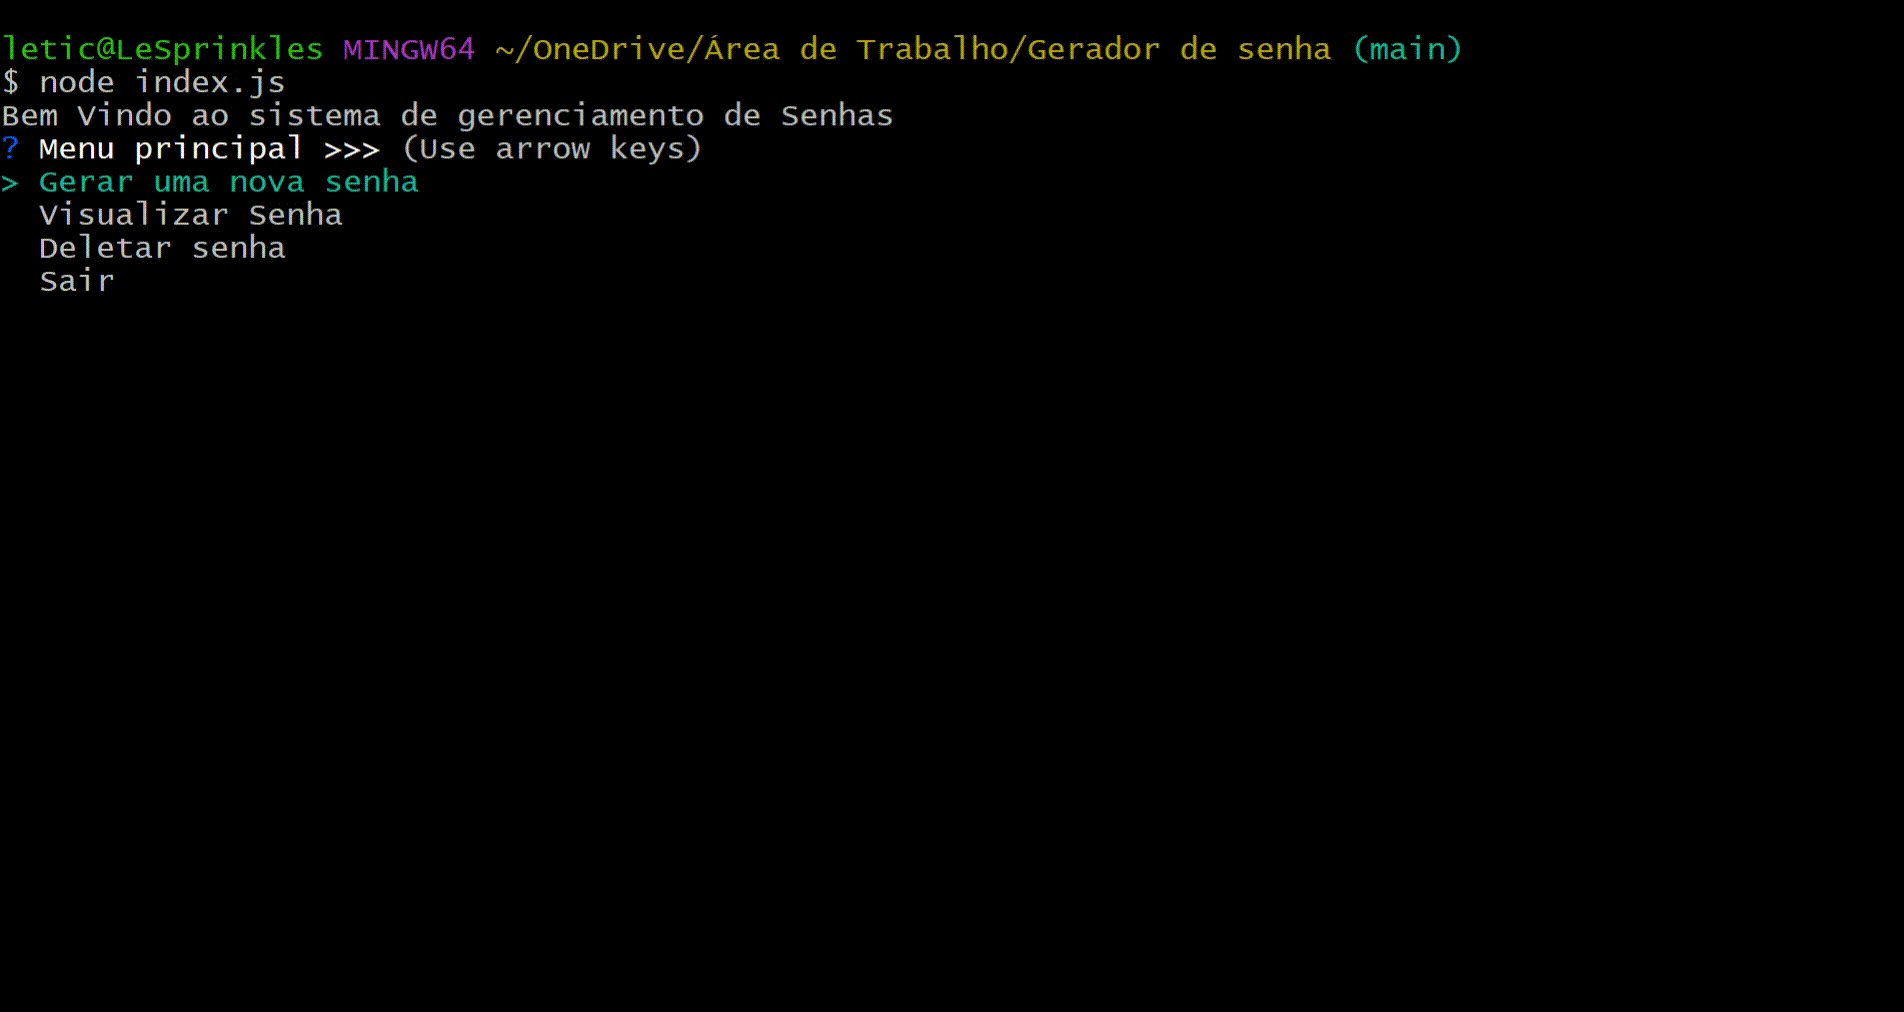 letic@LeSprinkles MINGW64 ~/OneDrive/Área de Trabalho/Gerador de senha (main)
$ node index.js
Bem Vindo ao sistema de gerenciamento de Senhas
? Menu principal >>> (Use arrow keys)
> Gerar uma nova senha
  Visualizar Senha
  Deletar senha
  Sair